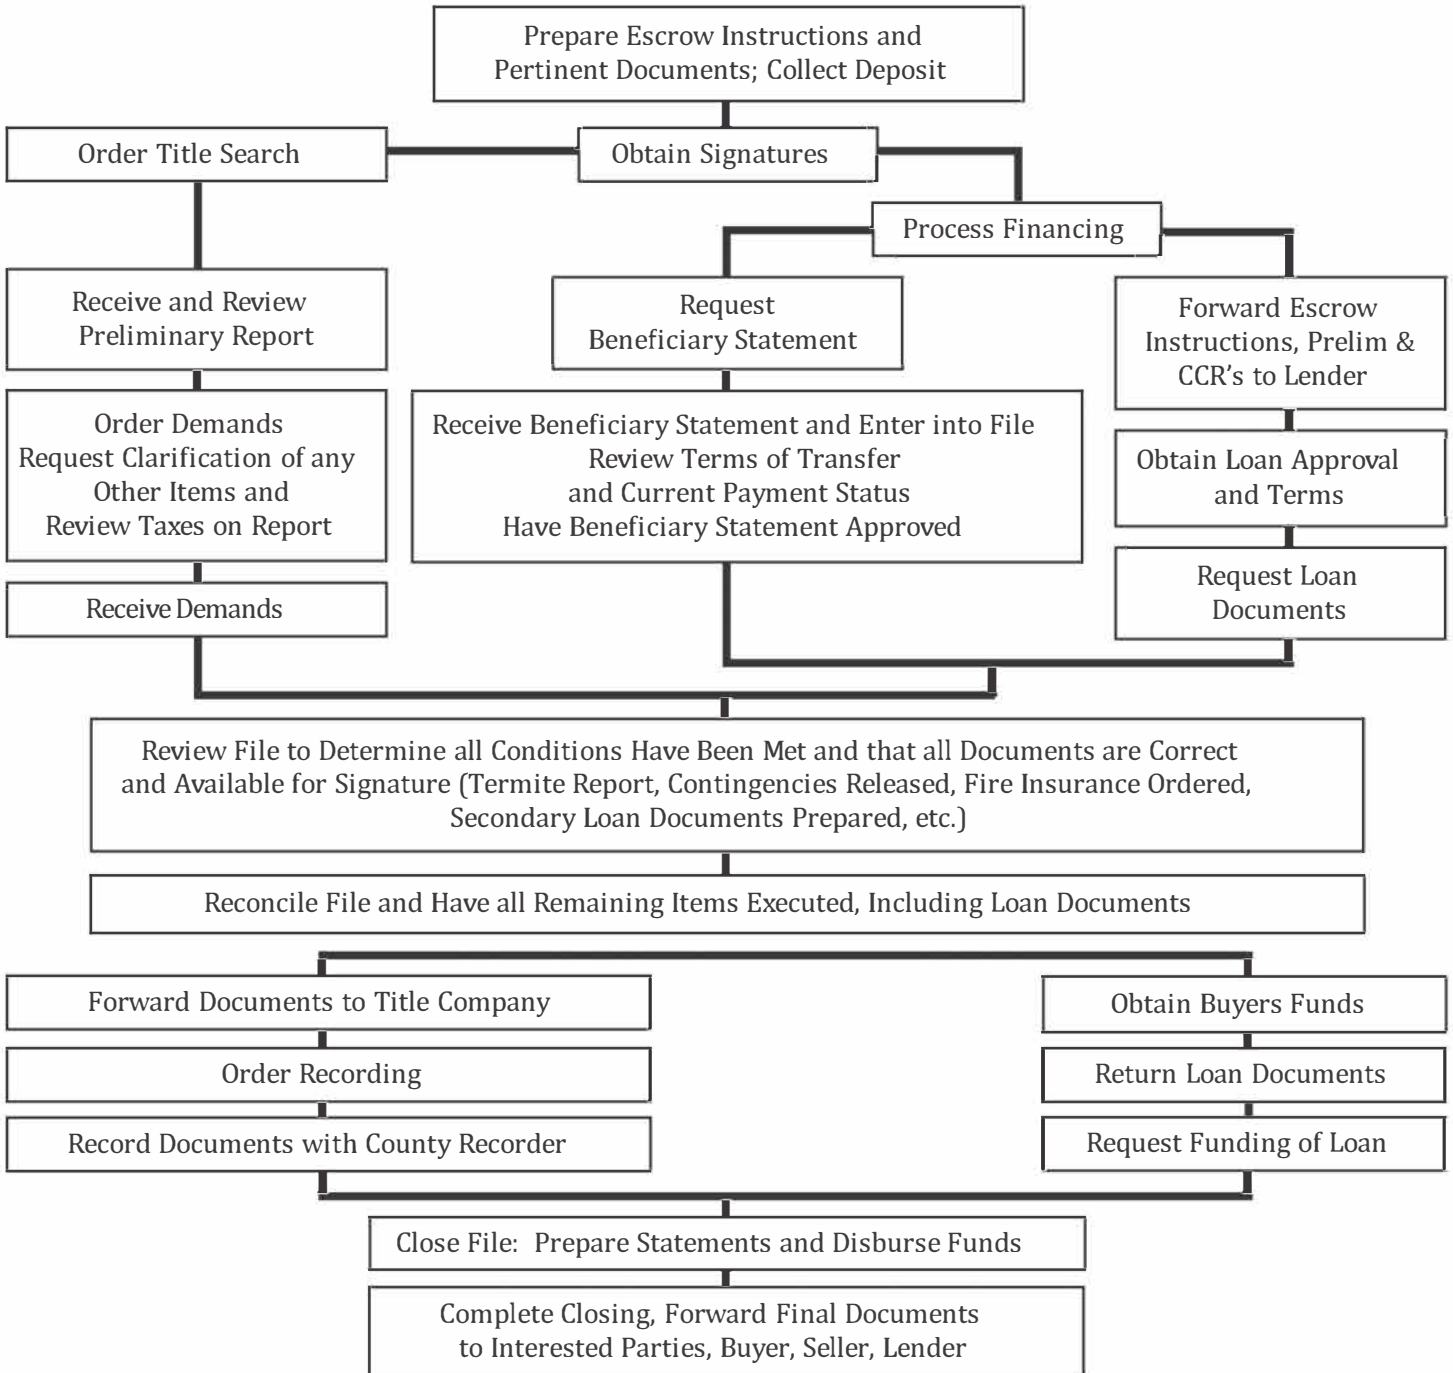 Prepare Escrow Instructions and
Pertinent Documents; Collect Deposit
Order Title Search
Obtain Signatures
Process Financing
Receive and Review
Preliminary Report
Request
Beneficiary Statement
Forward Escrow
Instructions, Prelim &
CCR's to Lender
Order Demands
Request Clarification of any
Other Items and
Review Taxes on Report
Receive Beneficiary Statement and Enter into File
Review Terms of Transfer
and Current Payment Status
Have Beneficiary Statement Approved
Obtain Loan Approval
and Terms
Request Loan
Documents
Receive Demands
Review File to Determine all Conditions Have Been Met and that all Documents are Correct
and Available for Signature (Termite Report, Contingencies Released, Fire Insurance Ordered,
Secondary Loan Documents Prepared, etc.)
Reconcile File and Have all Remaining Items Executed, Including Loan Documents
Forward Documents to Title Company
Obtain Buyers Funds
Order Recording
Return Loan Documents
Record Documents with County Recorder
Request Funding of Loan
Close File: Prepare Statements and Disburse Funds
Complete Closing, Forward Final Documents
to Interested Parties, Buyer, Seller, Lender